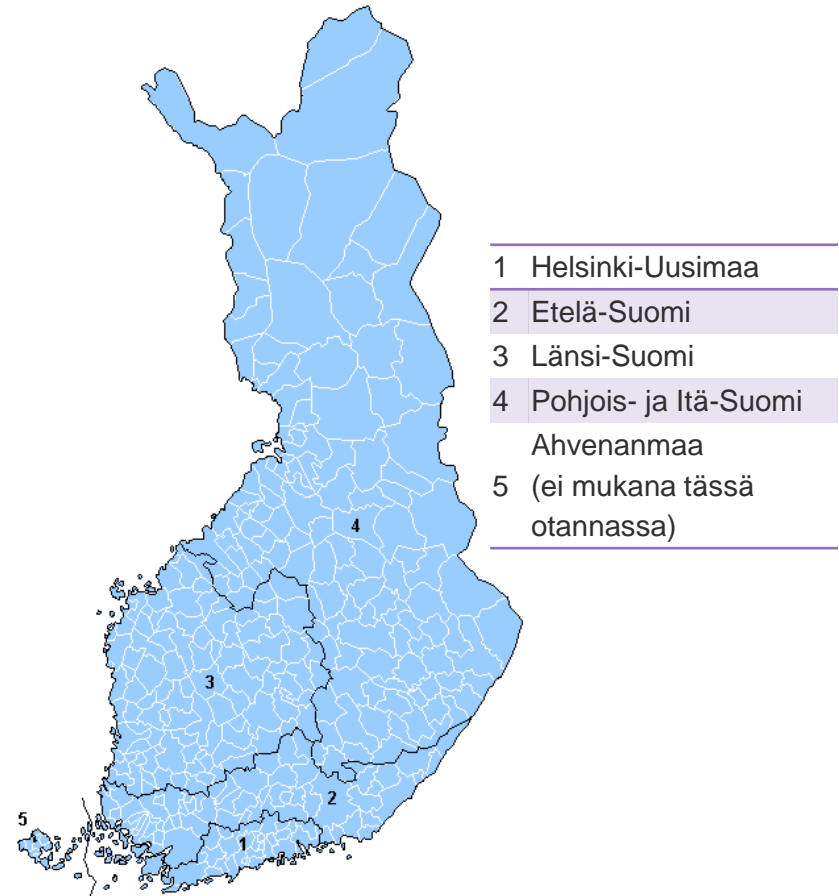 1 Helsinki-Uusimaa
2 Etelä-Suomi
3 Länsi-Suomi
4 Pohjois- ja Itä-Suomi
Ahvenanmaa
5 (ei mukana tässä
otannassa)
4
3
2
5
1